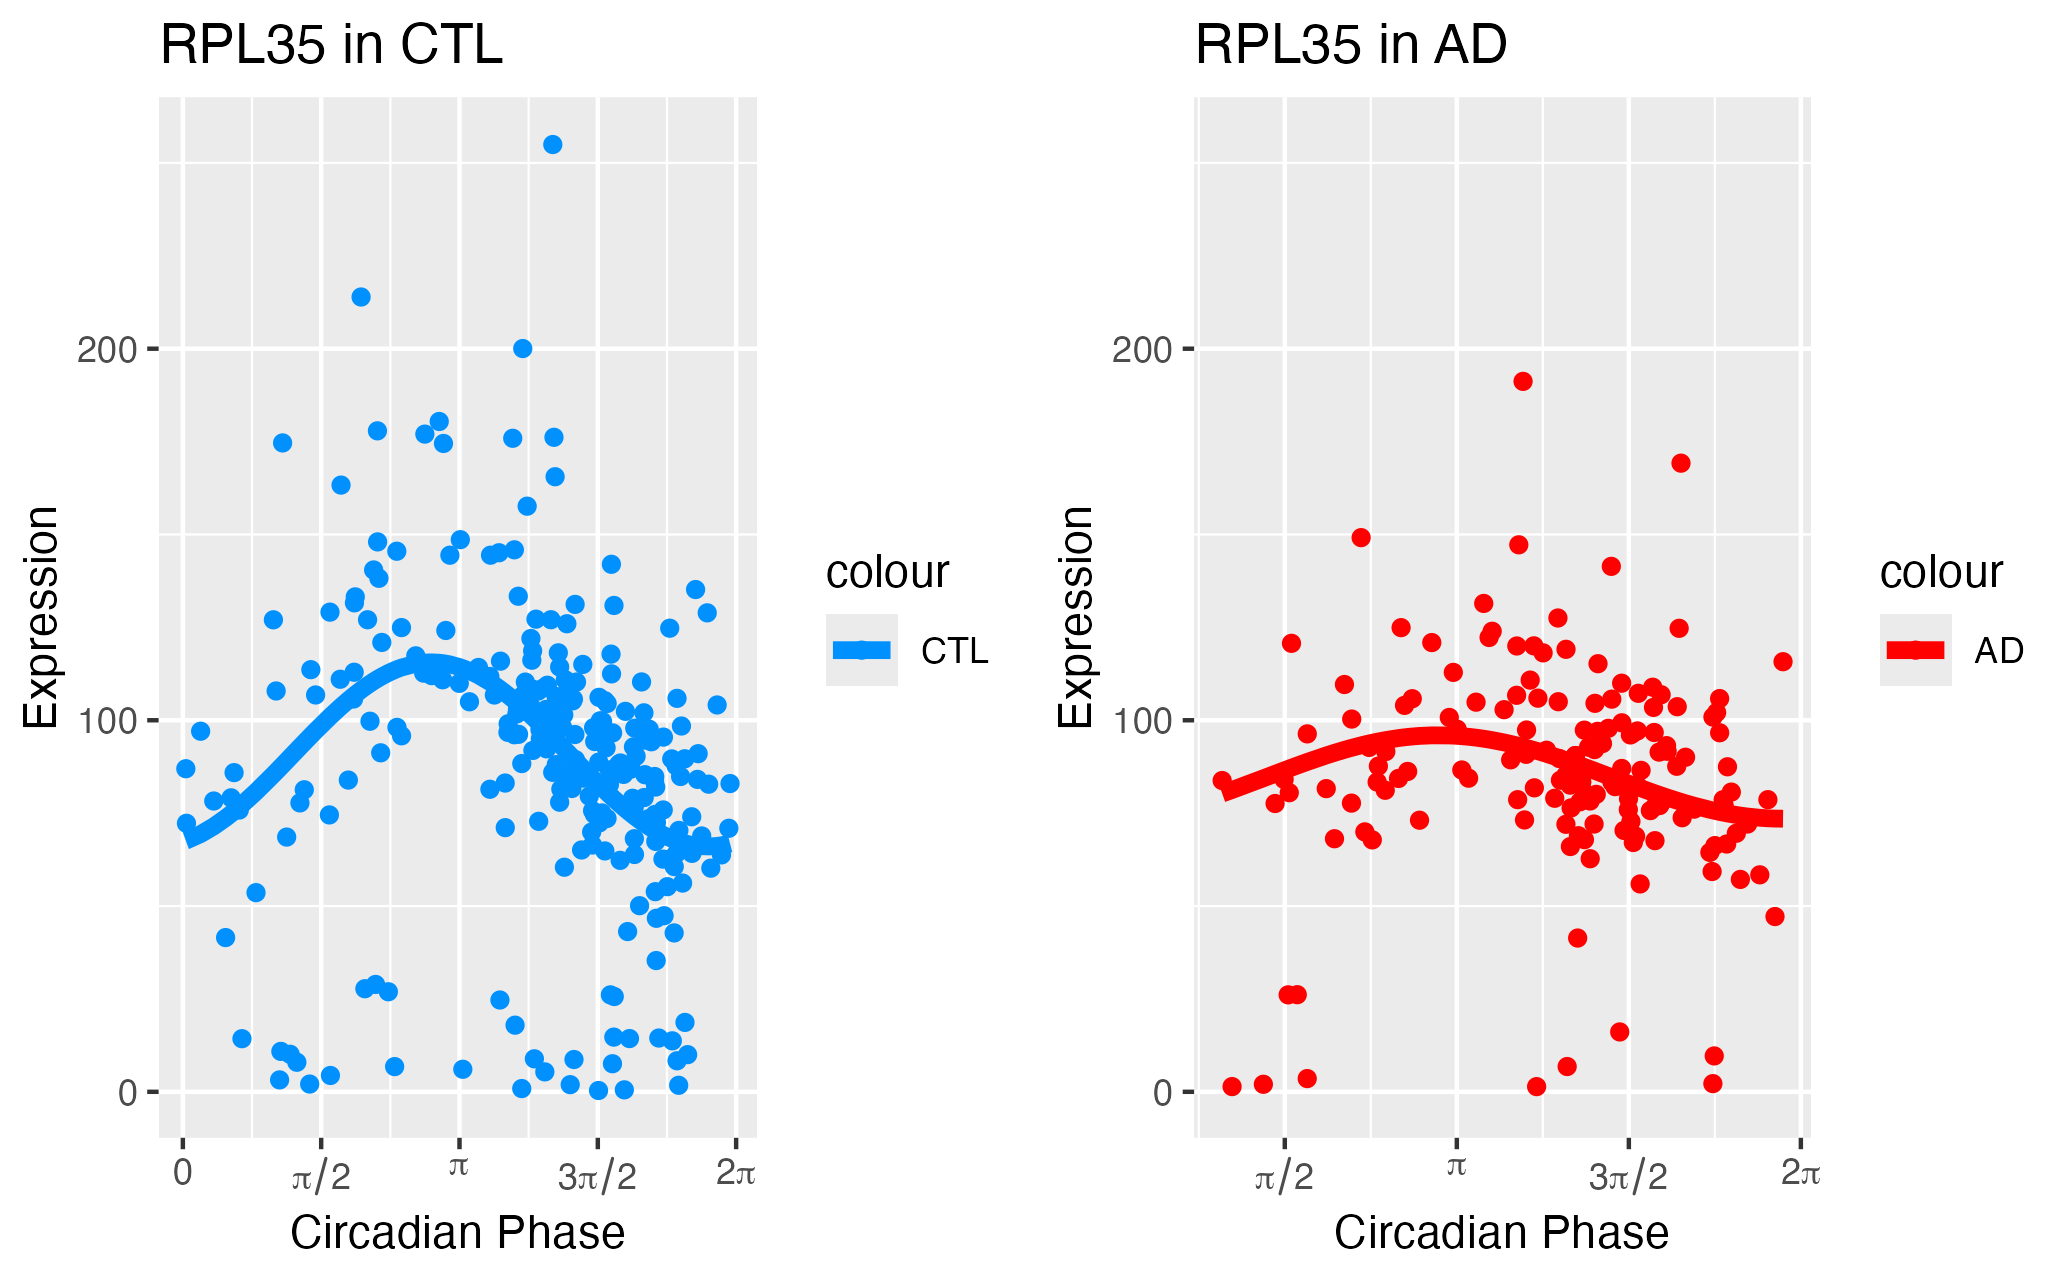 RPL35 in CTL
Expression
200
100
0
0 π/2 π 3π/2 2π
Circadian Phase
colour
CTL
RPL35 in AD
Expression
200
100
0
π/2 π 3π/2 2π
Circadian Phase
colour
AD